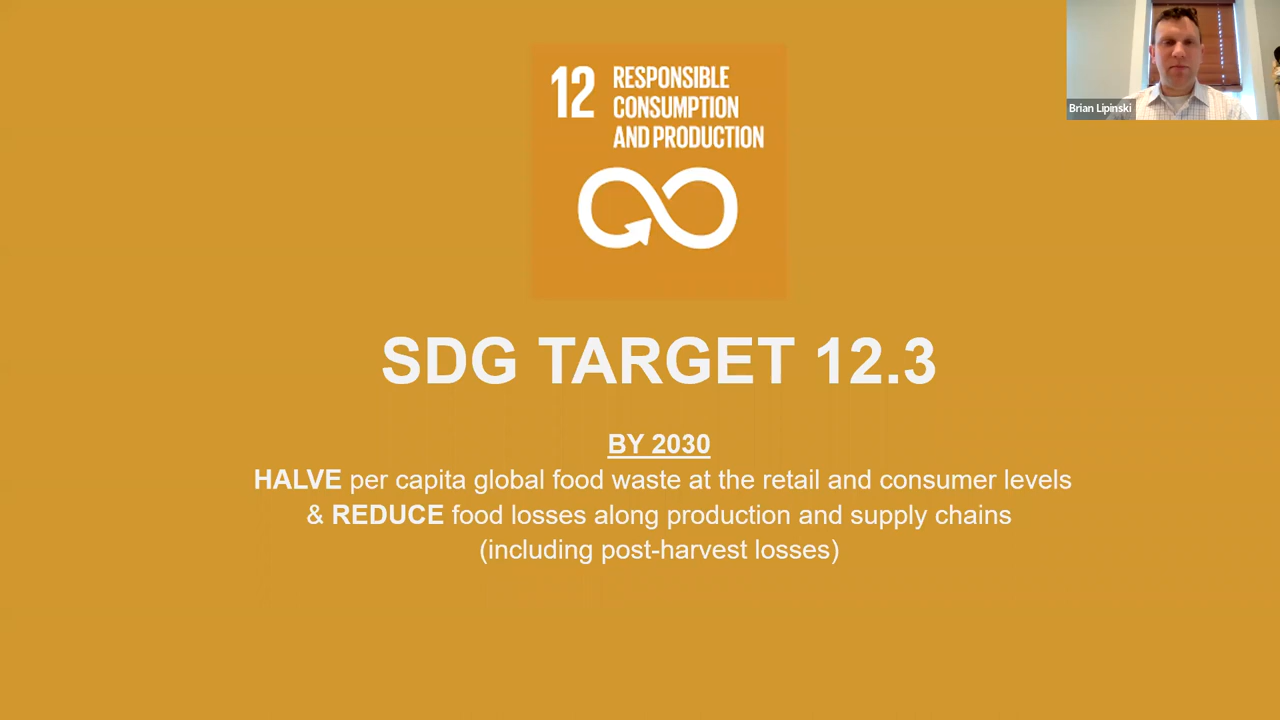 12 RESPONSIBLE
CONSUMPTION
AND PRODUCTION
SDG TARGET 12.3
BY 2030
HALVE per capita global food waste at the retail and consumer levels
& REDUCE food losses along production and supply chains
(including post-harvest losses)
Brian Lipinski